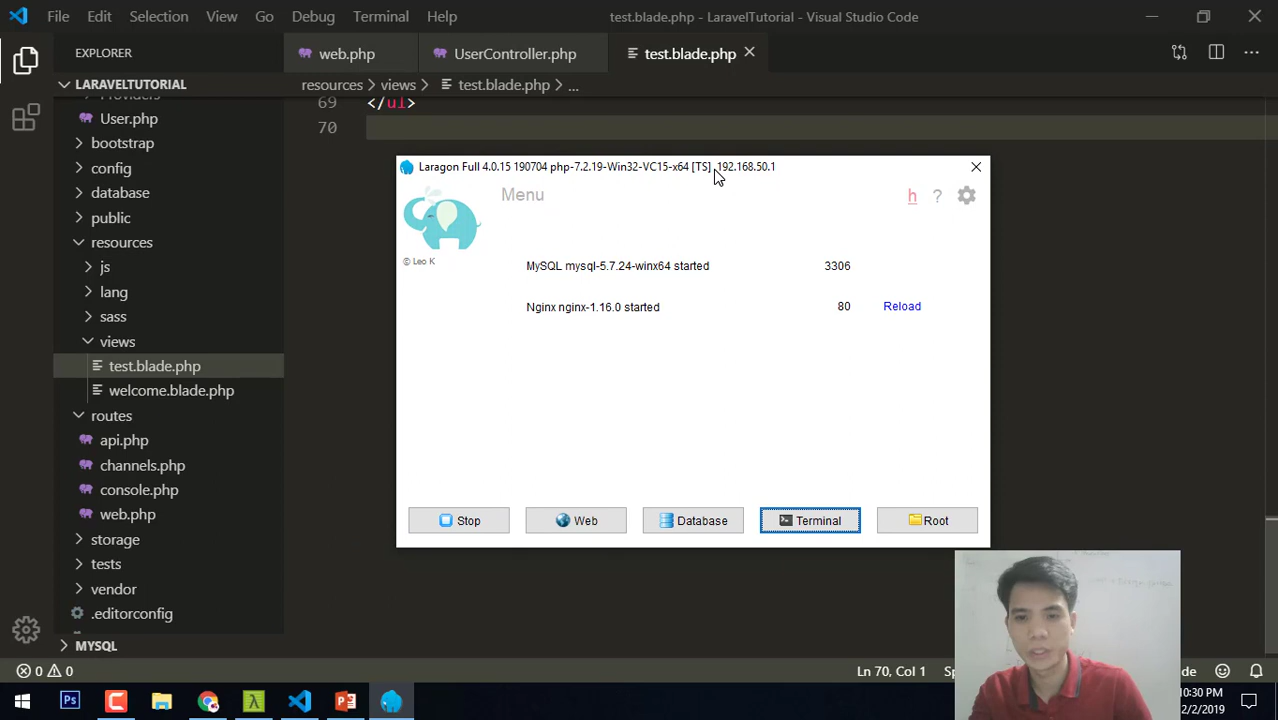 File Edit Selection View Go Debug Terminal Help test.blade.php - LaravelTutorial - Visual Studio Code
EXPLORER
web.php
UserController.php
test.blade.php
LARAVELTUTORIAL
resources views test.blade.php ...
User.php
bootstrap
config
database
public
resources
js
lang
sass
views
test.blade.php
welcome.blade.php
routes
api.php
channels.php
console.php
web.php
storage
tests
vendor
.editorconfig
MYSQL
69 </ul>
70
Laragon Full 4.0.15 190704 php-7.2.19-Win32-VC15-x64 [TS] 192.168.50.1
Menu
h ?
© Leo K
MySQL mysql-5.7.24-winx64 started 3306
Nginx nginx-1.16.0 started 80 Reload
Stop Web Database Terminal Root
0 0
Ln 70, Col 1
Ps
10:30 PM
2/2/2019